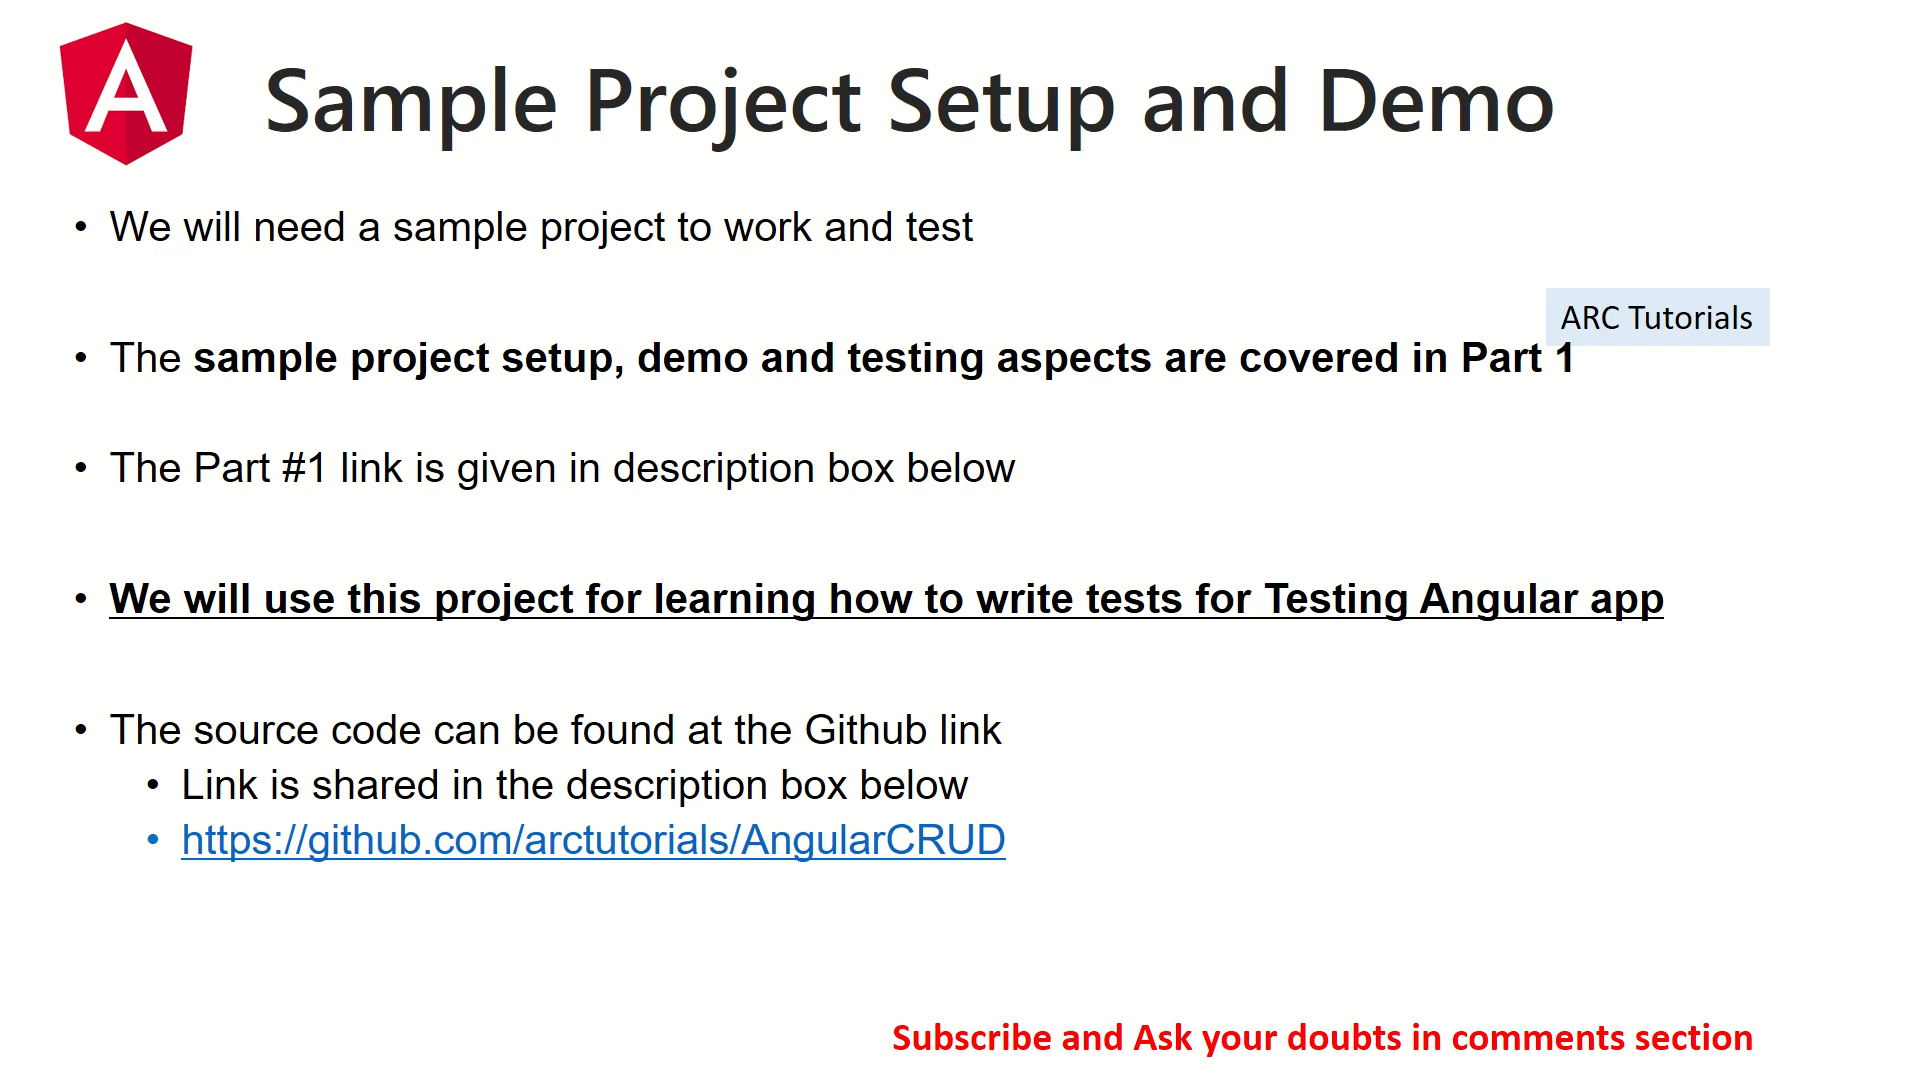 Sample Project Setup and Demo
• We will need a sample project to work and test
ARC Tutorials
• The sample project setup, demo and testing aspects are covered in Part 1
• The Part #1 link is given in description box below
• We will use this project for learning how to write tests for Testing Angular app
• The source code can be found at the Github link
• Link is shared in the description box below
• https://github.com/arctutorials/AngularCRUD
Subscribe and Ask your doubts in comments section